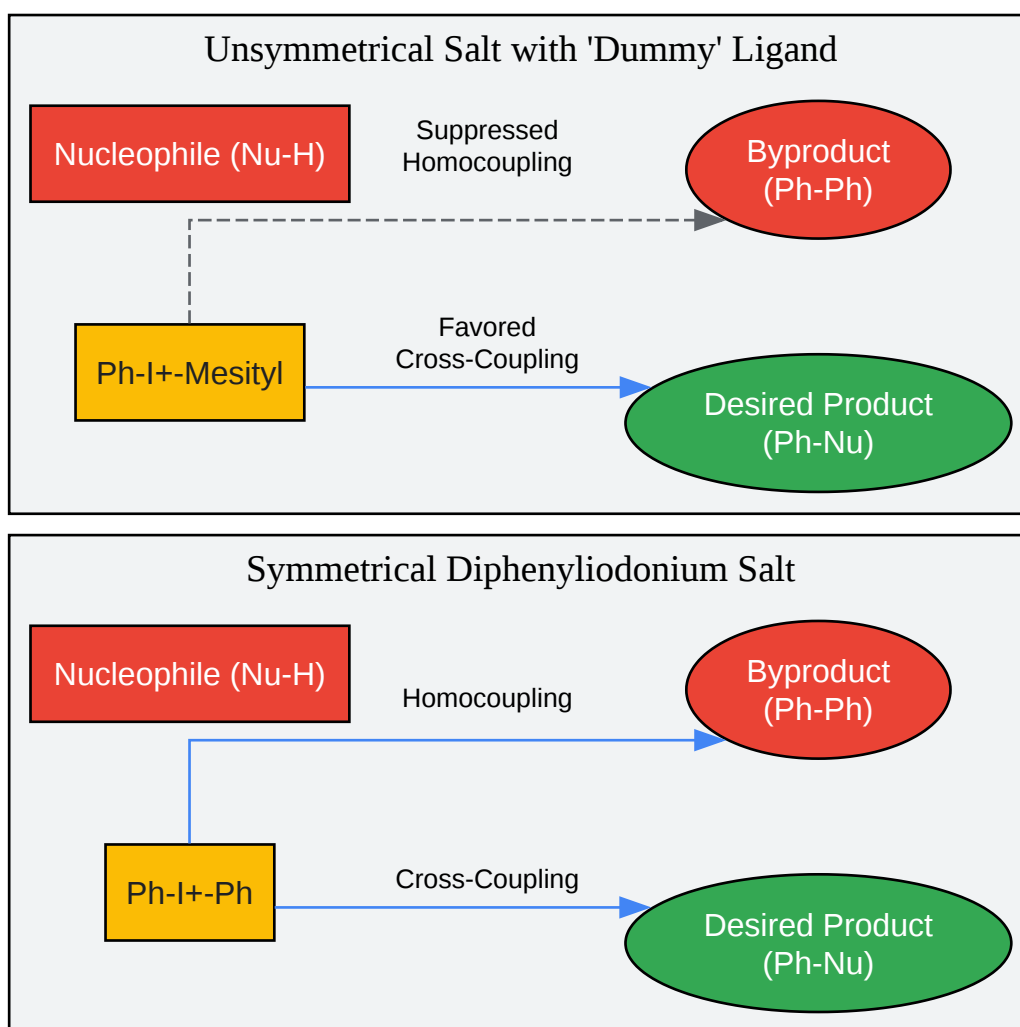 Unsymmetrical Salt with 'Dummy' Ligand
Nucleophile (Nu-H)
Suppressed
Homocoupling
Byproduct
(Ph-Ph)
Ph-I+-Mesityl
Favored
Cross-Coupling
Desired Product
(Ph-Nu)
Symmetrical Diphenyliodonium Salt
Nucleophile (Nu-H)
Homocoupling
Byproduct
(Ph-Ph)
Ph-I+-Ph
Cross-Coupling
Desired Product
(Ph-Nu)